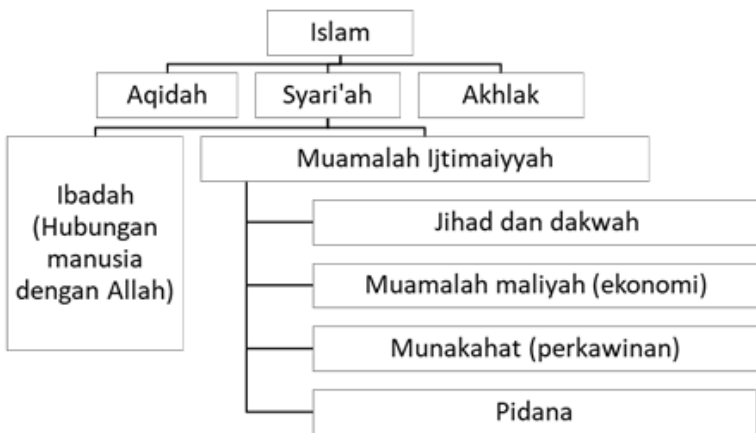 Islam
Aqidah
Syari'ah
Akhlak
Ibadah
(Hubungan
manusia
dengan Allah)
Muamalah Ijtimaiyyah
Jihad dan dakwah
Muamalah maliyah (ekonomi)
Munakahat (perkawinan)
Pidana